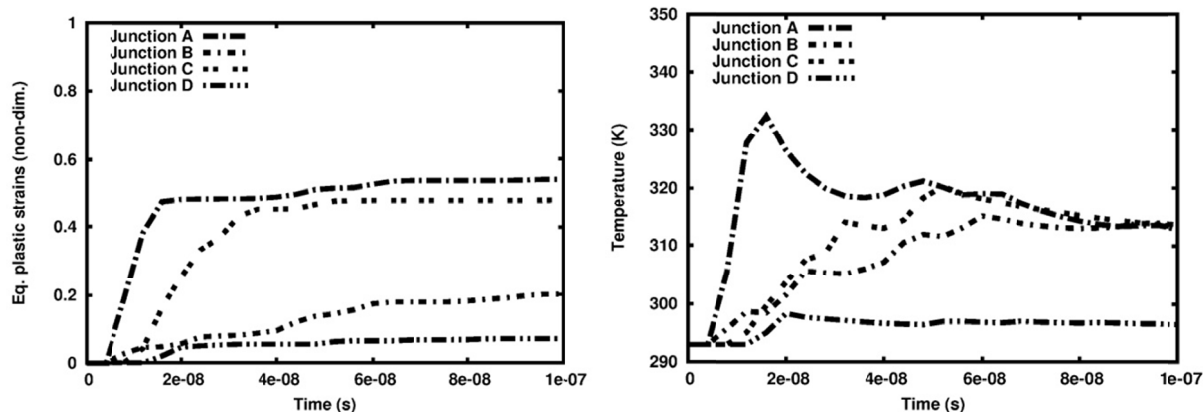 1
0.8
0.6
0.4
0.2
0
Eq. plastic strains (non-dim.)
Junction A
Junction B
Junction C
Junction D
0 2e-08 4e-08 6e-08 8e-08 1e-07
Time (s)
350
340
330
320
310
300
290
Temperature (K)
Junction A
Junction B
Junction C
Junction D
0 2e-08 4e-08 6e-08 8e-08 1e-07
Time (s)